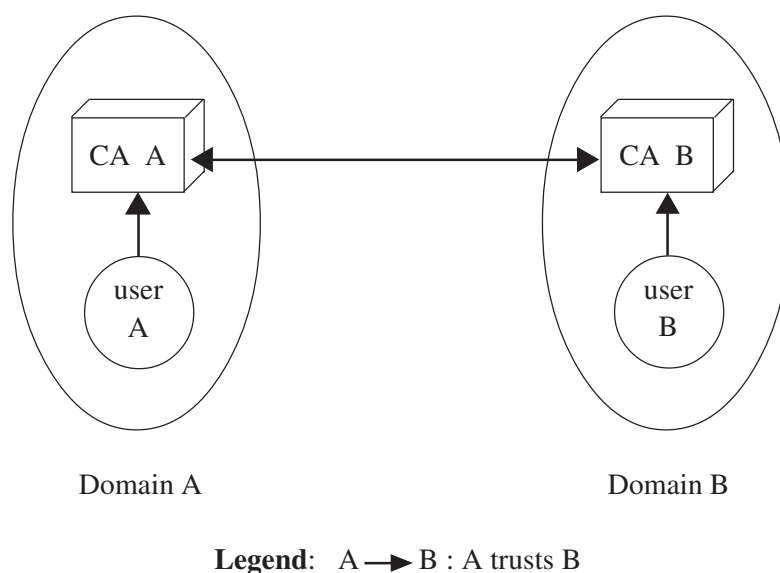 CA A
CA B
user
A
user
B
Domain A
Domain B
Legend: A → B : A trusts B